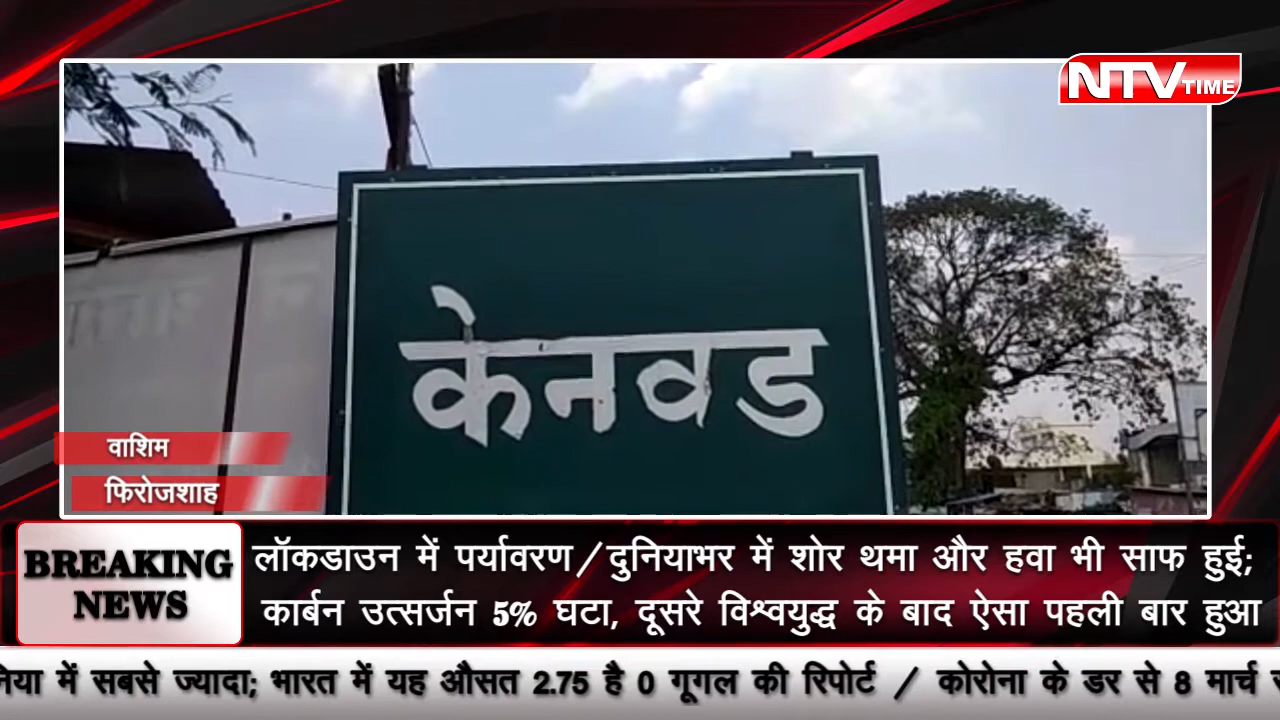 NTV TIME
केनवड
वाशिम
फिरोजशाह
BREAKING
NEWS
लॉकडाउन में पर्यावरण/दुनियाभर में शोर थमा और हवा भी साफ हुई;
कार्बन उत्सर्जन 5% घटा, दूसरे विश्वयुद्ध के बाद ऐसा पहली बार हुआ
में सबसे ज्यादा; भारत में यह औसत 2.75 है 0 गूगल की रिपोर्ट / कोरोना के डर से 8 मार्च